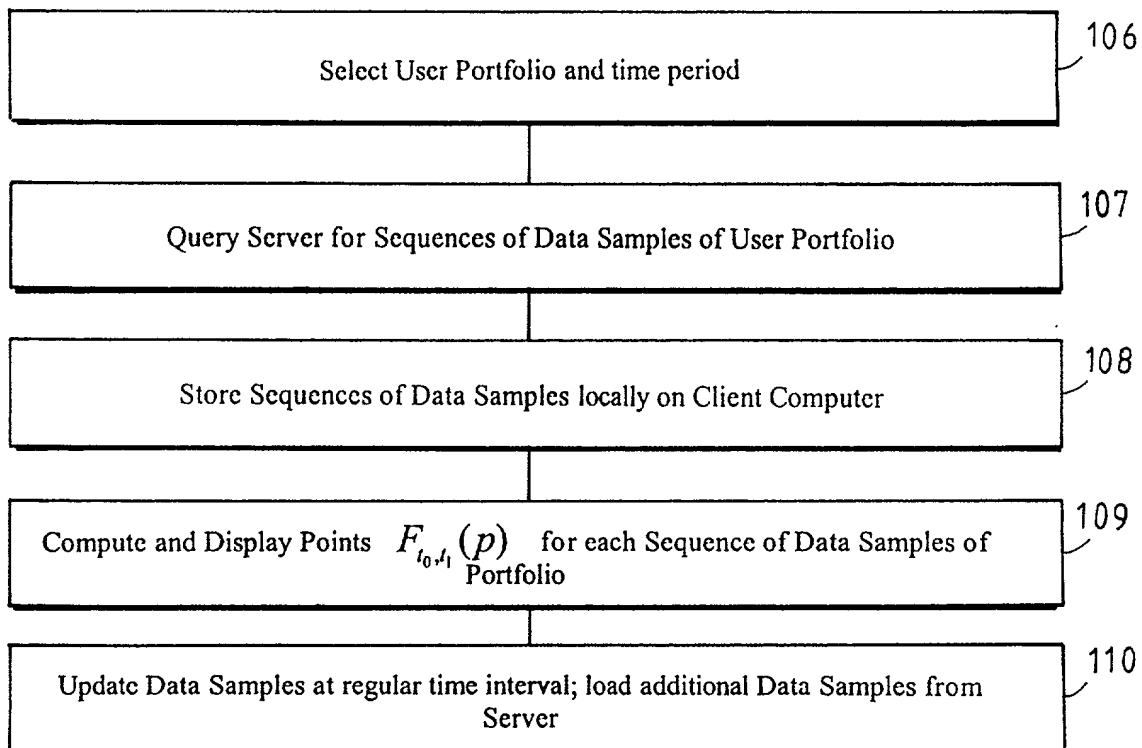 106
Select User Portfolio and time period
107
Query Server for Sequences of Data Samples of User Portfolio
108
Store Sequences of Data Samples locally on Client Computer
109
Compute and Display Points F_{t_0,t_1}(p) for each Sequence of Data Samples of
Portfolio
110
Update Data Samples at regular time interval; load additional Data Samples from
Server